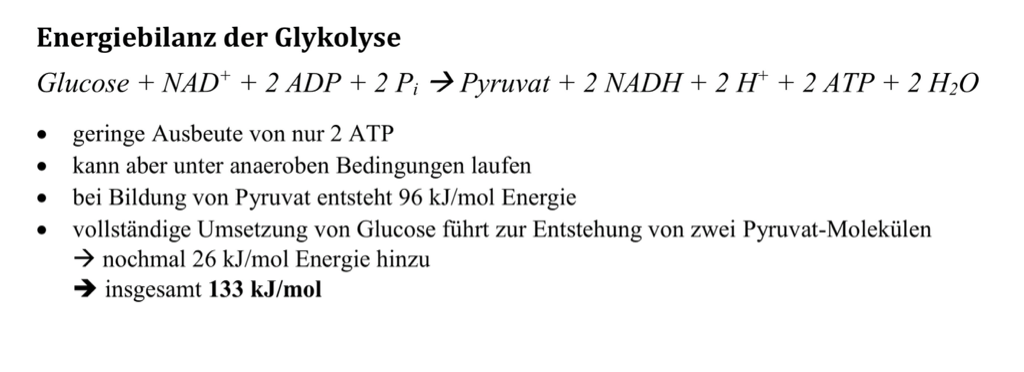 Energiebilanz der Glykolyse
Glucose + NAD⁺ + 2 ADP + 2 Pᵢ → Pyruvat + 2 NADH + 2 H⁺ + 2 ATP + 2 H₂O
• geringe Ausbeute von nur 2 ATP
• kann aber unter anaeroben Bedingungen laufen
• bei Bildung von Pyruvat entsteht 96 kJ/mol Energie
• vollständige Umsetzung von Glucose führt zur Entstehung von zwei Pyruvat-Molekülen
→ nochmal 26 kJ/mol Energie hinzu
➔ insgesamt 133 kJ/mol